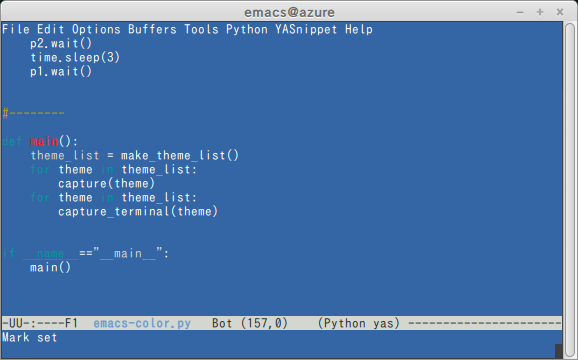 emacs@azure
File Edit Options Buffers Tools Python YASnippet Help
    p2.wait()
    time.sleep(3)
    p1.wait()
#--------
def main():
    theme_list = make_theme_list()
    for theme in theme_list:
        capture(theme)
    for theme in theme_list:
        capture_terminal(theme)
if __name__=="__main__":
    main()
-UU-:----F1  emacs-color.py   Bot (157,0)    (Python yas) ----------------------
Mark set